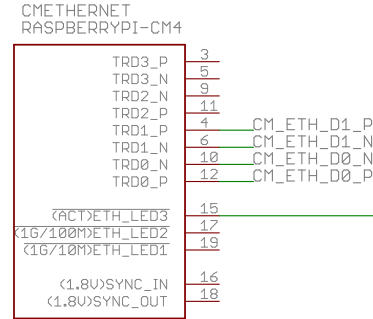 CMETHERNET
RASPBERRYPI-CM4
TRD3_P 3
TRD3_N 5
TRD2_N 9
TRD2_P 11
TRD1_P 4 CM_ETH_D1_P
TRD1_N 6 CM_ETH_D1_N
TRD0_N 10 CM_ETH_D0_N
TRD0_P 12 CM_ETH_D0_P
(ACT)ETH_LED3 15
(1G/100M)ETH_LED2 17
(1G/10M)ETH_LED1 19
(1.8V)SYNC_IN 16
(1.8V)SYNC_OUT 18